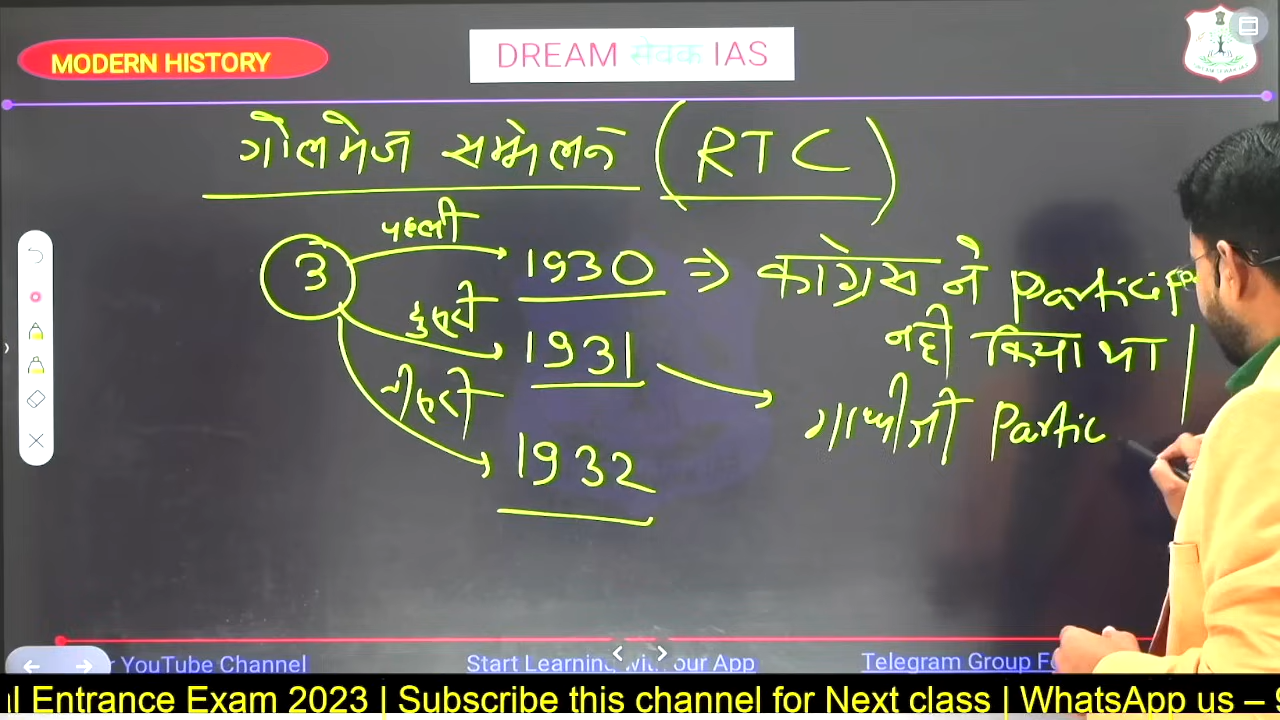 MODERN HISTORY
DREAM सेवक IAS
गोलमेज सम्मेलन (RTC)
3
पहली
1930 ⇒ कांग्रेस ने
नही किया था
दुसरी
1931
तीसरी
गाधीजी Partic
1932
YouTube Channel
Start Learning with our App
Telegram Group
Entrance Exam 2023 | Subscribe this channel for Next class | WhatsApp us –